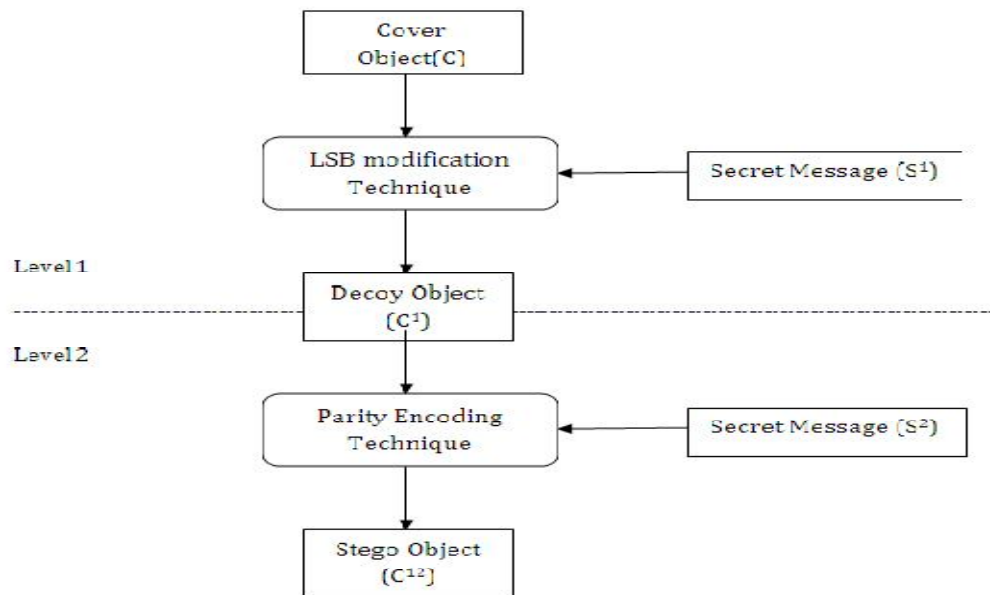 Cover
Object(C)
LSB modification
Technique
Secret Message (S¹)
Level 1
Decoy Object
(C¹)
Level 2
Parity Encoding
Technique
Secret Message (S²)
Stego Object
(C¹²)